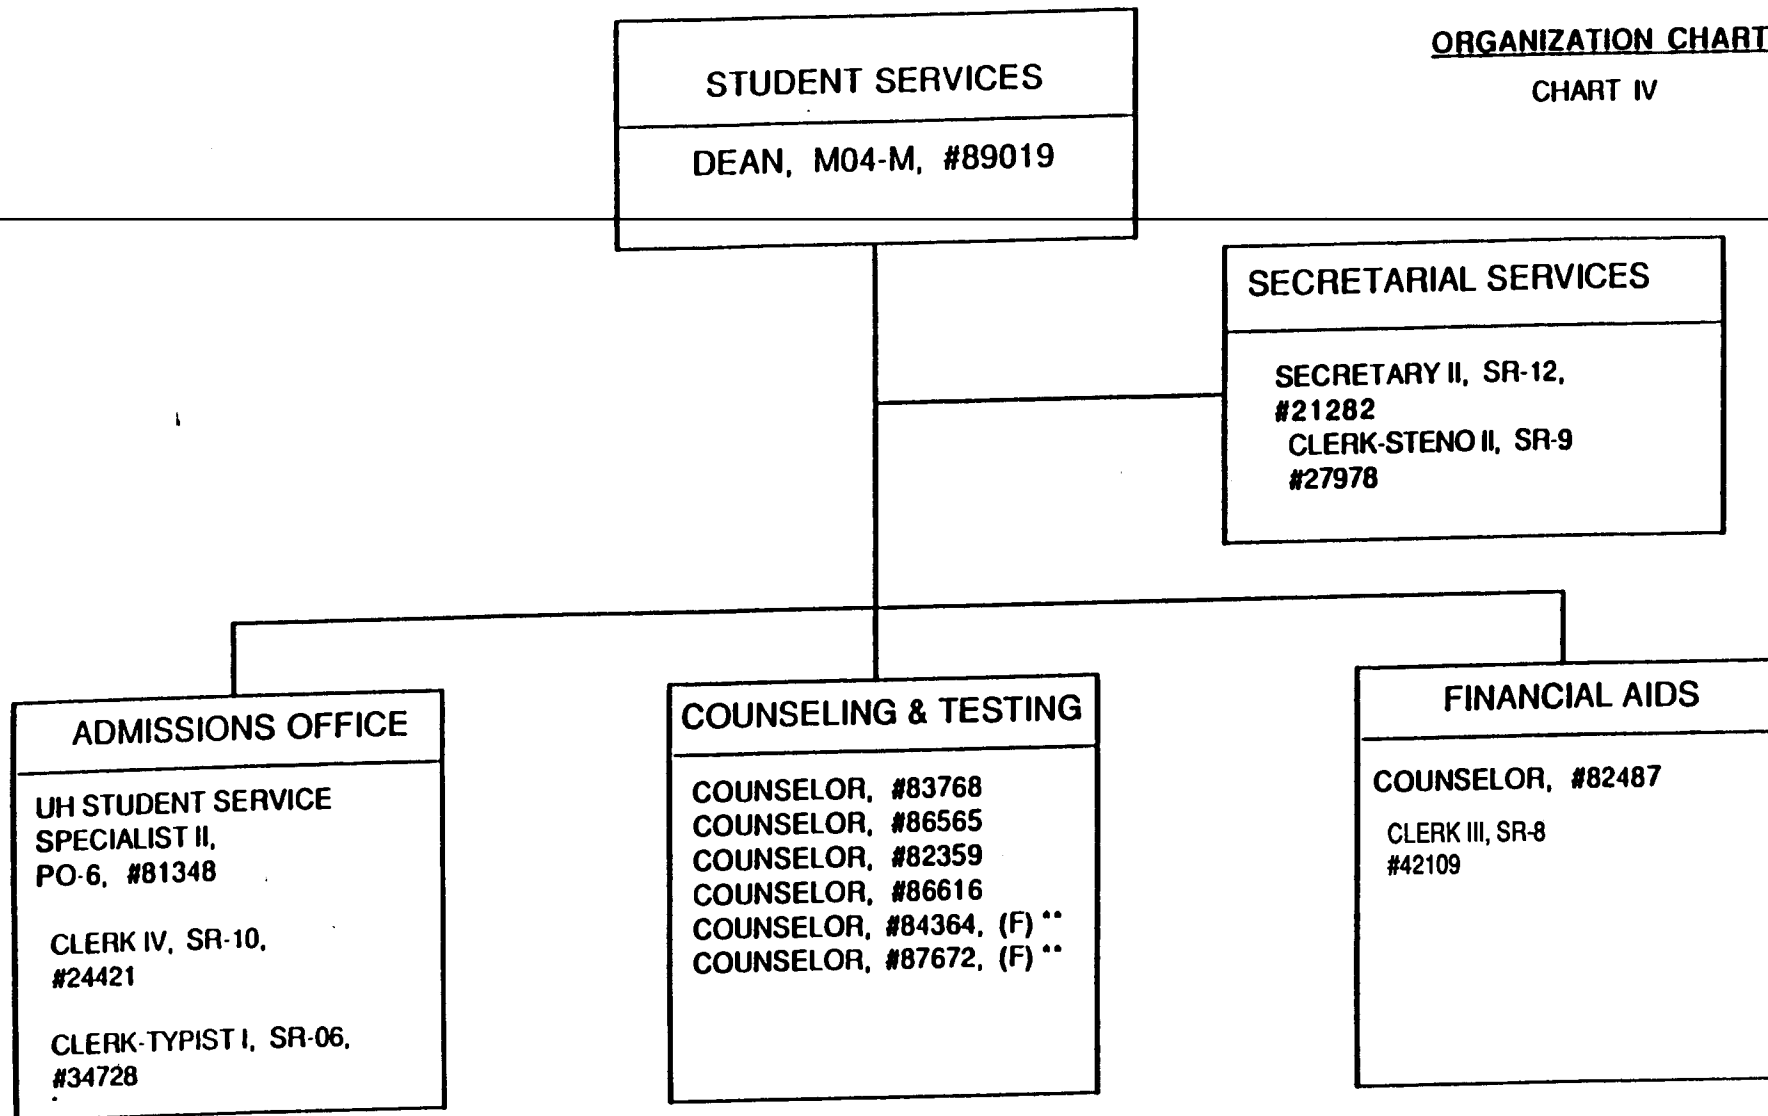 ORGANIZATION CHART
CHART IV
STUDENT SERVICES
DEAN, M04-M, #89019
SECRETARIAL SERVICES
SECRETARY II, SR-12,
#21282
CLERK-STENO II, SR-9
#27978
ADMISSIONS OFFICE
UH STUDENT SERVICE
SPECIALIST II,
PO-6, #81348
CLERK IV, SR-10,
#24421
CLERK-TYPIST I, SR-06,
#34728
COUNSELING & TESTING
COUNSELOR, #83768
COUNSELOR, #86565
COUNSELOR, #82359
COUNSELOR, #86616
COUNSELOR, #84364, (F) **
COUNSELOR, #87672, (F) **
FINANCIAL AIDS
COUNSELOR, #82487
CLERK III, SR-8
#42109